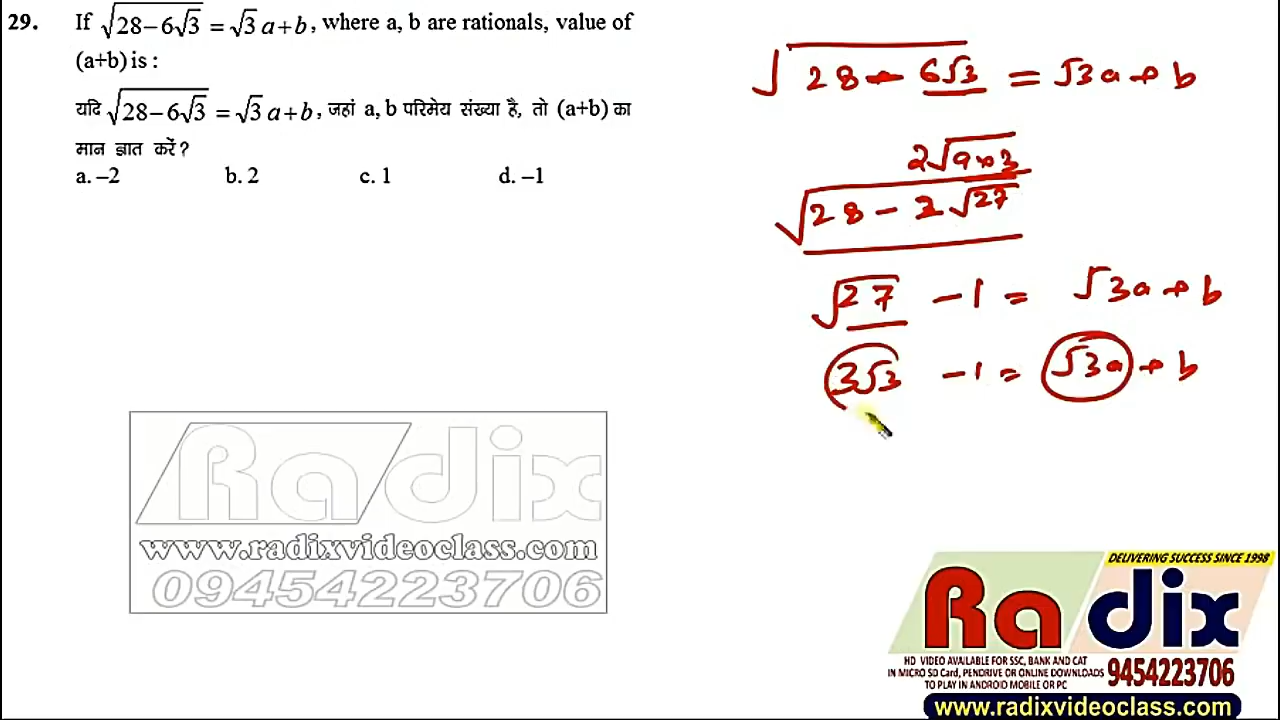 29. If √28−6√3 = √3 a+b, where a, b are rationals, value of
(a+b) is :
यदि √28−6√3 = √3 a+b, जहां a, b परिमेय संख्या है, तो (a+b) का
मान ज्ञात करें?
a. –2 b. 2 c. 1 d. –1
√28 - 6√3 = √3a + b
2√9×3
√28 - 2√27
√27 - 1 = √3a + b
3√3 - 1 = √3a + b
Radix
www.radixvideoclass.com
09454223706
DELIVERING SUCCESS SINCE 1998
Radix
HD VIDEO AVAILABLE FOR SSC, BANK AND CAT
IN MICRO SD Card, PENDRIVE OR ONLINE DOWNLOADS
TO PLAY IN ANDROID MOBILE OR PC
9454223706
www.radixvideoclass.com